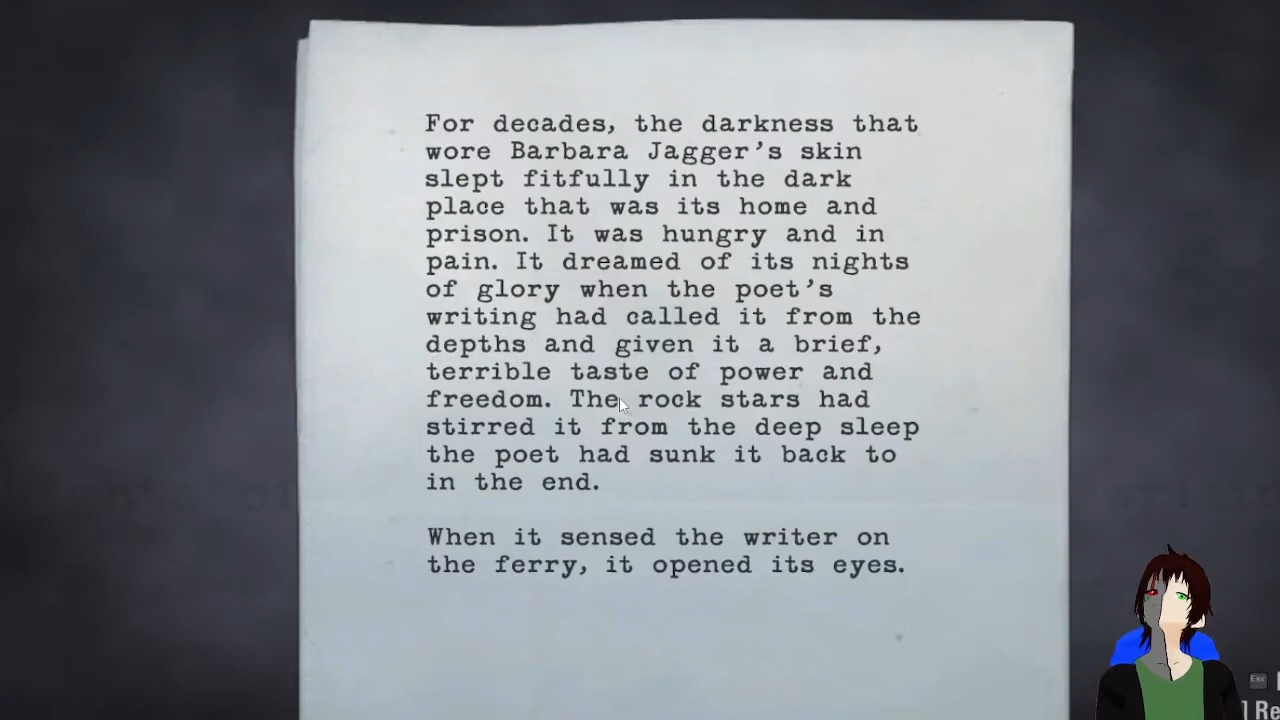 For decades, the darkness that
wore Barbara Jagger's skin
slept fitfully in the dark
place that was its home and
prison. It was hungry and in
pain. It dreamed of its nights
of glory when the poet's
writing had called it from the
depths and given it a brief,
terrible taste of power and
freedom. The rock stars had
stirred it from the deep sleep
the poet had sunk it back to
in the end.
When it sensed the writer on
the ferry, it opened its eyes.
Esc
] Re